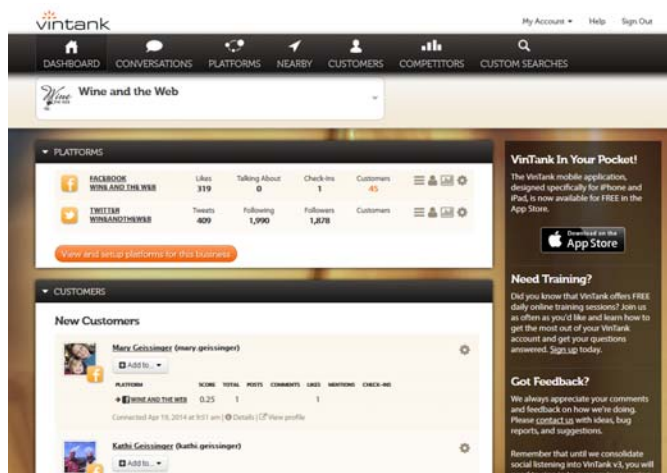 vintank
My Account Help Sign Out
DASHBOARD CONVERSATIONS PLATFORMS NEARBY CUSTOMERS COMPETITORS CUSTOM SEARCHES
Wine and the Web
PLATFORMS
FACEBOOK Likes Talking About Check-Ins Customers
WINE AND THE WEB 319 0 1 45
TWITTER Tweets Following Followers Customers
WINEANDTHEWEB 409 1,990 1,878
View and setup platforms for this business
CUSTOMERS
New Customers
Mary Geissinger (mary.geissinger)
Add to...
PLATFORM SCORE TOTAL POSTS COMMENTS LIKES MENTIONS CHECK-INS
WINE AND THE WEB 0.25 1 1
Connected Apr 19, 2014 at 9:51 am | Details | View profile
Kathi Geissinger (kathi.geissinger)
Add to...
VinTank In Your Pocket!
The VinTank mobile application,
designed specifically for iPhone and
iPad, is now available for FREE in the
App Store.
Download on the
App Store
Need Training?
Did you know that VinTank offers FREE
daily online training sessions? Join us
as often as you'd like and learn how to
get the most out of your VinTank
account and get your questions
answered. Sign up today.
Got Feedback?
We always appreciate your comments
and feedback on how we're doing.
Please contact us with ideas, bug
reports, and suggestions.
Remember that until we consolidate
social listening into VinTank v3, you will